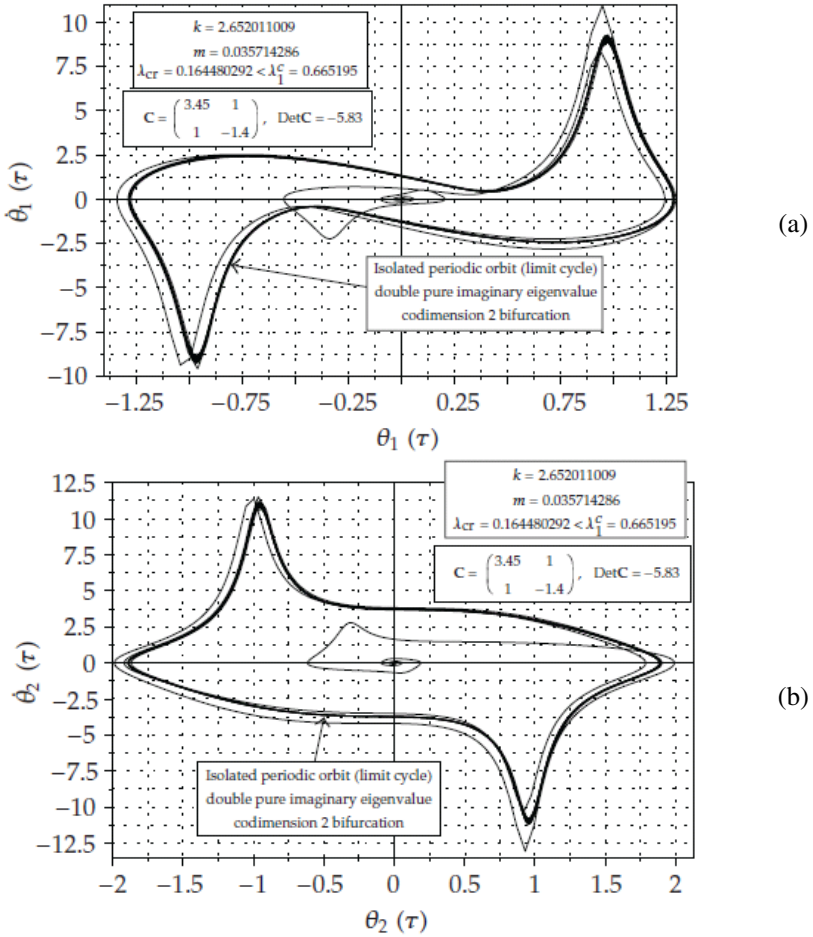 k = 2.652011009
m = 0.035714286
λcr = 0.164480292 < λ₁ᶜ = 0.665195
C = (3.45 1
1 −1.4), DetC = −5.83
10
7.5
5
2.5
0
−2.5
−5
−7.5
−10
θ̇₁ (τ)
Isolated periodic orbit (limit cycle)
double pure imaginary eigenvalue
codimension 2 bifurcation
−1.25 −0.75 −0.25 0.25 0.75 1.25
θ₁ (τ)
(a)
k = 2.652011009
m = 0.035714286
λcr = 0.164480292 < λ₁ᶜ = 0.665195
C = (3.45 1
1 −1.4), DetC = −5.83
12.5
10
7.5
5
2.5
0
−2.5
−5
−7.5
−10
−12.5
θ̇₂ (τ)
Isolated periodic orbit (limit cycle)
double pure imaginary eigenvalue
codimension 2 bifurcation
−2 −1.5 −1 −0.5 0 0.5 1 1.5 2
θ₂ (τ)
(b)